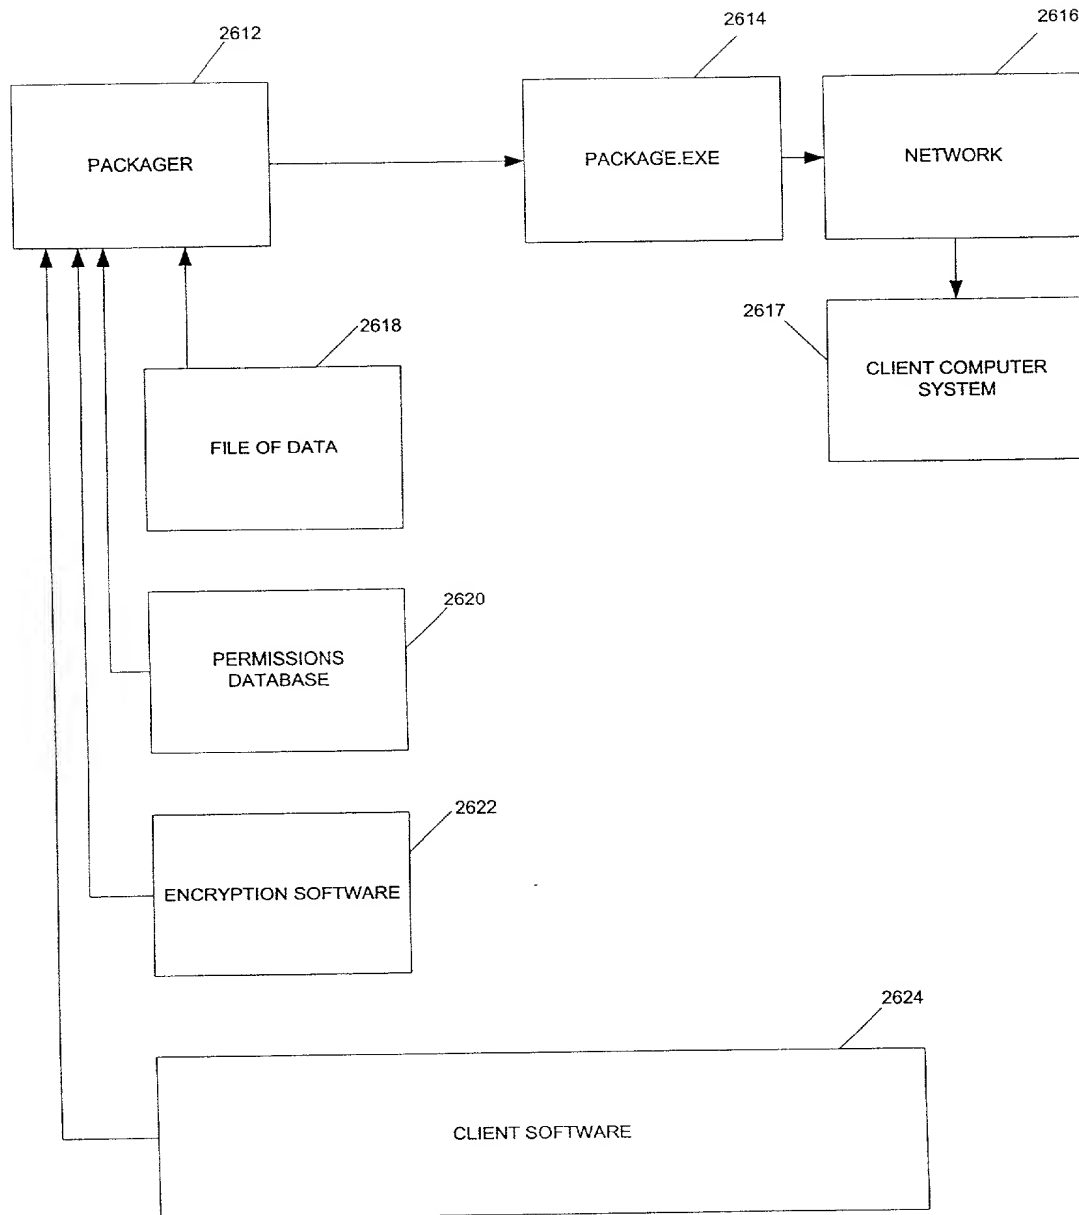 2612
2614
2616
PACKAGER
PACKAGE.EXE
NETWORK
2618
2617
CLIENT COMPUTER
SYSTEM
FILE OF DATA
2620
PERMISSIONS
DATABASE
2622
ENCRYPTION SOFTWARE
2624
CLIENT SOFTWARE